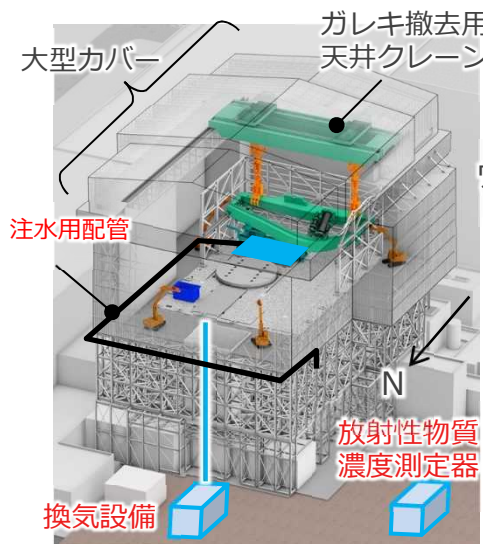 ガレキ撤去用
天井クレーン
大型カバー
注水用配管
N
放射性物質
濃度測定器
換気設備